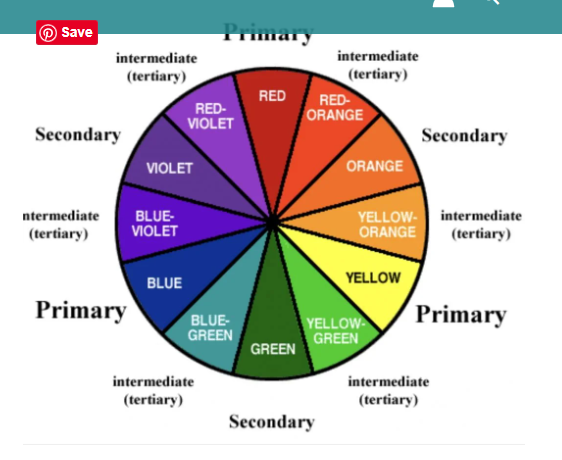 Save
Primary
intermediate
(tertiary)
intermediate
(tertiary)
RED
RED-
VIOLET
RED-
ORANGE
Secondary
Secondary
VIOLET
ORANGE
ntermediate
(tertiary)
BLUE-
VIOLET
YELLOW-
ORANGE
intermediate
(tertiary)
BLUE
YELLOW
Primary
Primary
BLUE-
GREEN
YELLOW-
GREEN
GREEN
intermediate
(tertiary)
intermediate
(tertiary)
Secondary